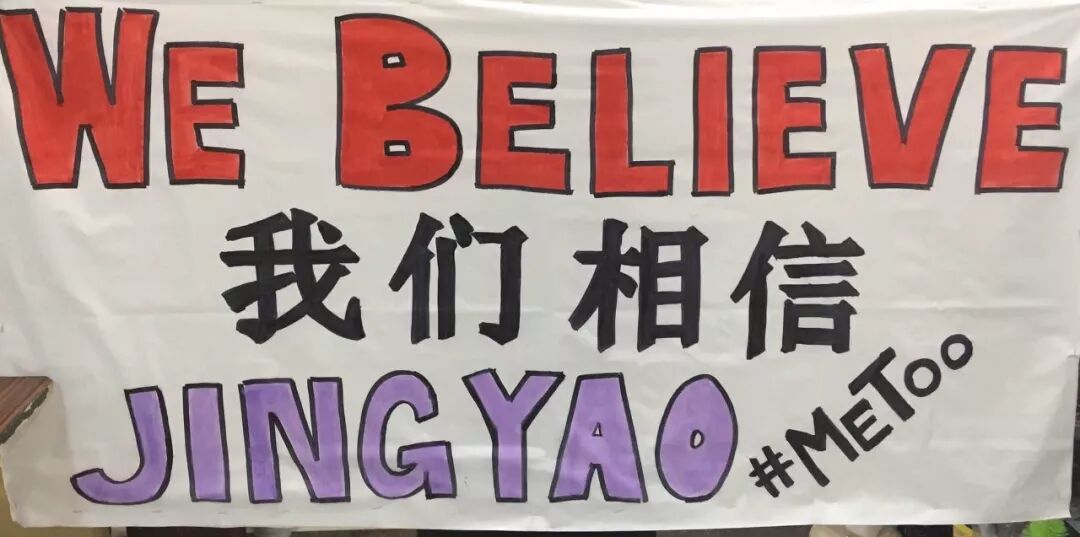 WE BELIEVE
我们相信
JINGYAO
#METOO